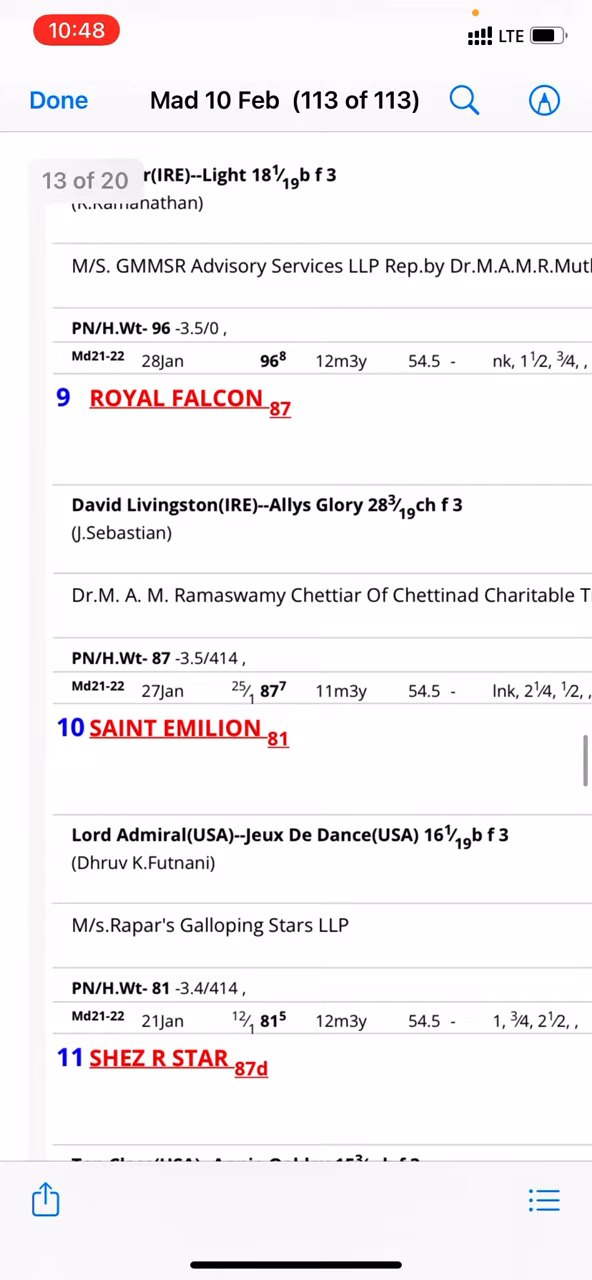 10:48
LTE
Done Mad 10 Feb (113 of 113)
13 of 20 r(IRE)--Light 18¹⁄₁₉b f 3
M/S. GMMSR Advisory Services LLP Rep.by
PN/H.Wt- 96 -3.5/0 ,
Md21-22 28Jan 96⁸ 12m3y 54.5 - nk, 1½, ¾, ,
9 ROYAL FALCON 87
David Livingston(IRE)--Allys Glory 28³⁄₁₉ch f 3
(J.Sebastian)
Dr.M. A. M. Ramaswamy Chettiar Of Chettinad Charitable T
PN/H.Wt- 87 -3.5/414 ,
Md21-22 27Jan 25/1 87⁷ 11m3y 54.5 - lnk, 2¼, ½, ,
10 SAINT EMILION 81
Lord Admiral(USA)--Jeux De Dance(USA) 16¹⁄₁₉b f 3
(Dhruv K.Futnani)
M/s.Rapar's Galloping Stars LLP
PN/H.Wt- 81 -3.4/414 ,
Md21-22 21Jan 12/1 81⁵ 12m3y 54.5 - 1, ¾, 2½, ,
11 SHEZ R STAR 87d